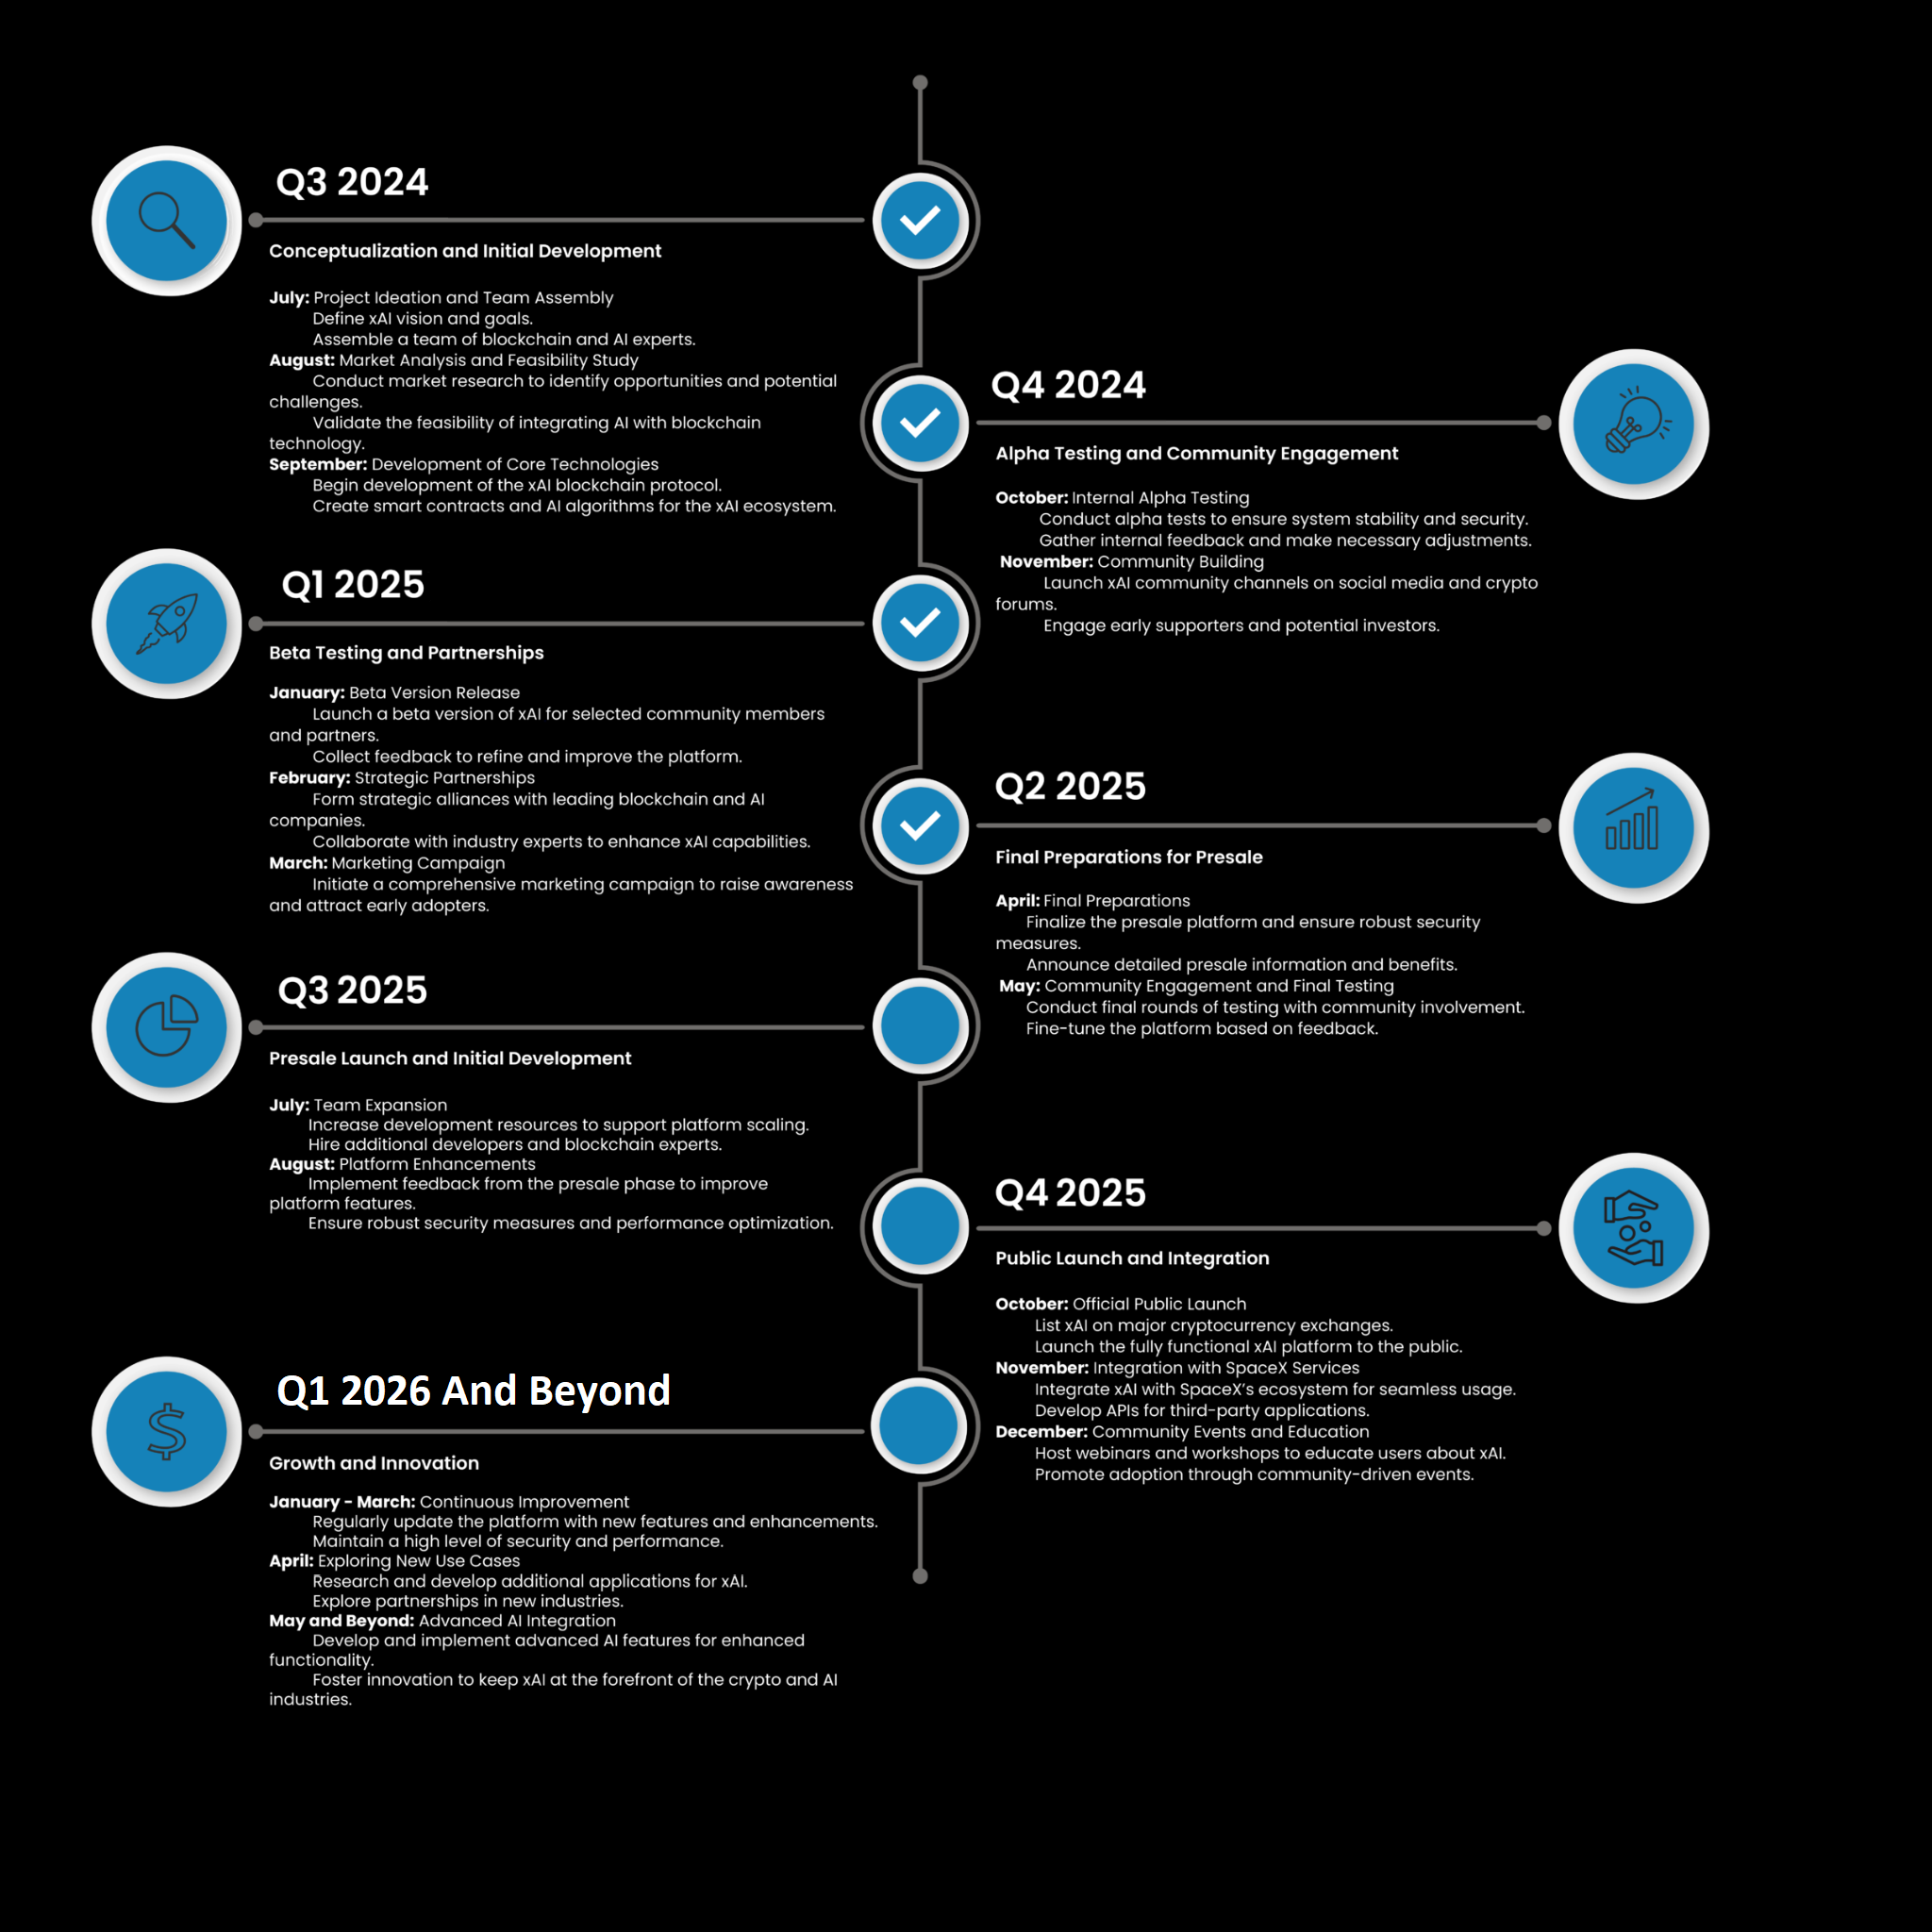 Q3 2024
Conceptualization and Initial Development
July: Project Ideation and Team Assembly
Define xAI vision and goals.
Assemble a team of blockchain and AI experts.
August: Market Analysis and Feasibility Study
Conduct market research to identify opportunities and potential
challenges.
Validate the feasibility of integrating AI with blockchain
technology.
September: Development of Core Technologies
Begin development of the xAI blockchain protocol.
Create smart contracts and AI algorithms for the xAI ecosystem.
Q4 2024
Alpha Testing and Community Engagement
October: Internal Alpha Testing
Conduct alpha tests to ensure system stability and security.
Gather internal feedback and make necessary adjustments.
November: Community Building
Launch xAI community channels on social media and crypto
forums.
Engage early supporters and potential investors.
Q1 2025
Beta Testing and Partnerships
January: Beta Version Release
Launch a beta version of xAI for selected community members
and partners.
Collect feedback to refine and improve the platform.
February: Strategic Partnerships
Form strategic alliances with leading blockchain and AI
companies.
Collaborate with industry experts to enhance xAI capabilities.
March: Marketing Campaign
Initiate a comprehensive marketing campaign to raise awareness
and attract early adopters.
Q2 2025
Final Preparations for Presale
April: Final Preparations
Finalize the presale platform and ensure robust security
measures.
Announce detailed presale information and benefits.
May: Community Engagement and Final Testing
Conduct final rounds of testing with community involvement.
Fine-tune the platform based on feedback.
Q3 2025
Presale Launch and Initial Development
July: Team Expansion
Increase development resources to support platform scaling.
Hire additional developers and blockchain experts.
August: Platform Enhancements
Implement feedback from the presale phase to improve
platform features.
Ensure robust security measures and performance optimization.
Q4 2025
Public Launch and Integration
October: Official Public Launch
List xAI on major cryptocurrency exchanges.
Launch the fully functional xAI platform to the public.
November: Integration with SpaceX Services
Integrate xAI with SpaceX's ecosystem for seamless usage.
Develop APIs for third-party applications.
December: Community Events and Education
Host webinars and workshops to educate users about xAI.
Promote adoption through community-driven events.
Q1 2026 And Beyond
Growth and Innovation
January - March: Continuous Improvement
Regularly update the platform with new features and enhancements.
Maintain a high level of security and performance.
April: Exploring New Use Cases
Research and develop additional applications for xAI.
Explore partnerships in new industries.
May and Beyond: Advanced AI Integration
Develop and implement advanced AI features for enhanced
functionality.
Foster innovation to keep xAI at the forefront of the crypto and AI
industries.